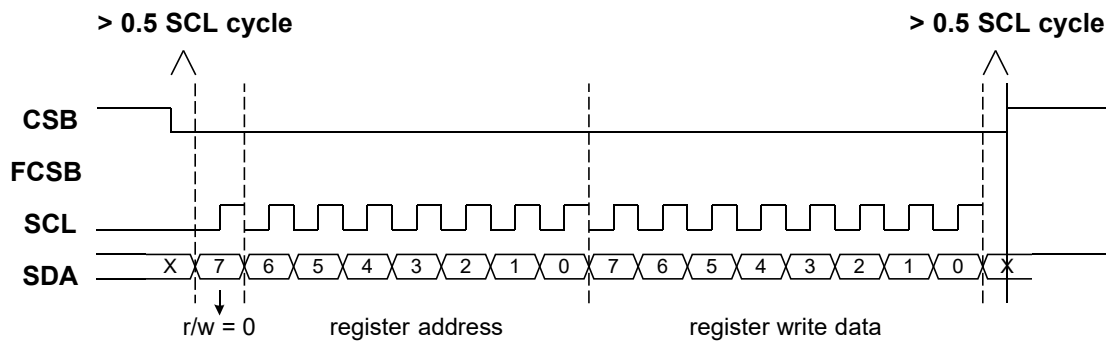 > 0.5 SCL cycle > 0.5 SCL cycle
CSB
FCSB
SCL
SDA X 7 6 5 4 3 2 1 0 7 6 5 4 3 2 1 0 X
r/w = 0 register address register write data